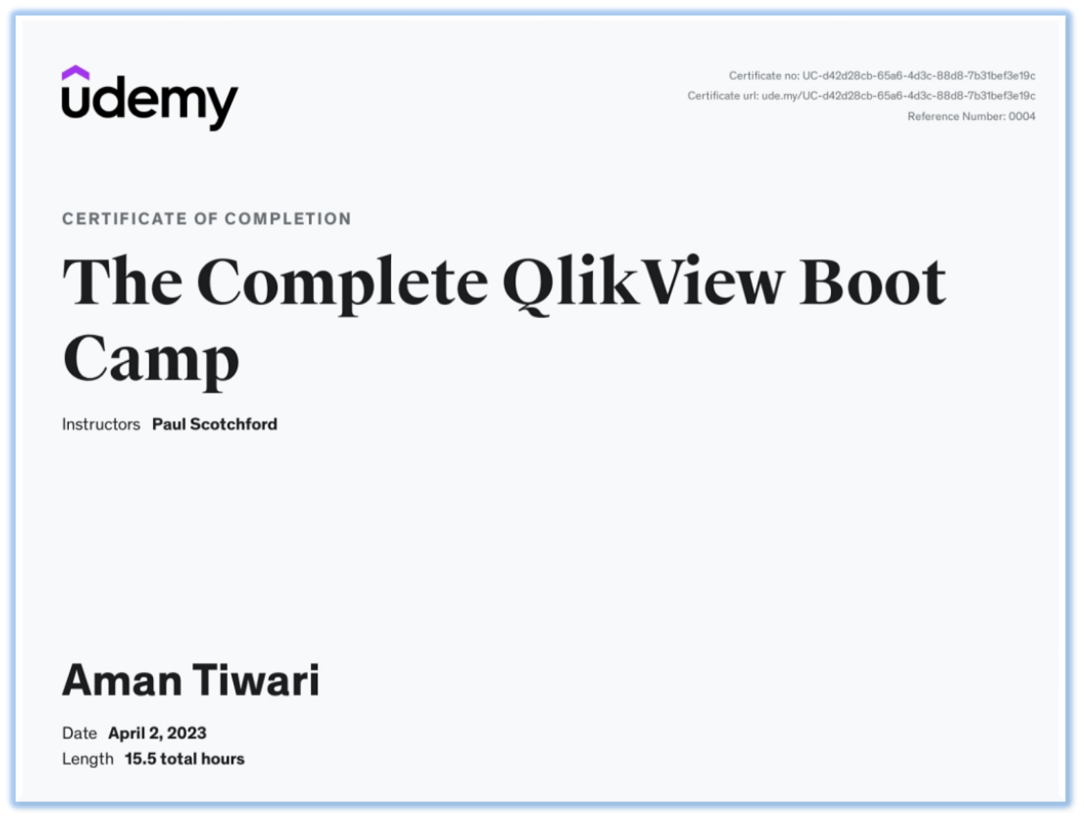 udemy
Certificate no: UC-d42d28cb-65a6-4d3c-88d8-7b31bef3e19c
Certificate url: ude.my/UC-d42d28cb-65a6-4d3c-88d8-7b31bef3e19c
Reference Number: 0004
CERTIFICATE OF COMPLETION
The Complete QlikView Boot
Camp
Instructors Paul Scotchford
Aman Tiwari
Date April 2, 2023
Length 15.5 total hours